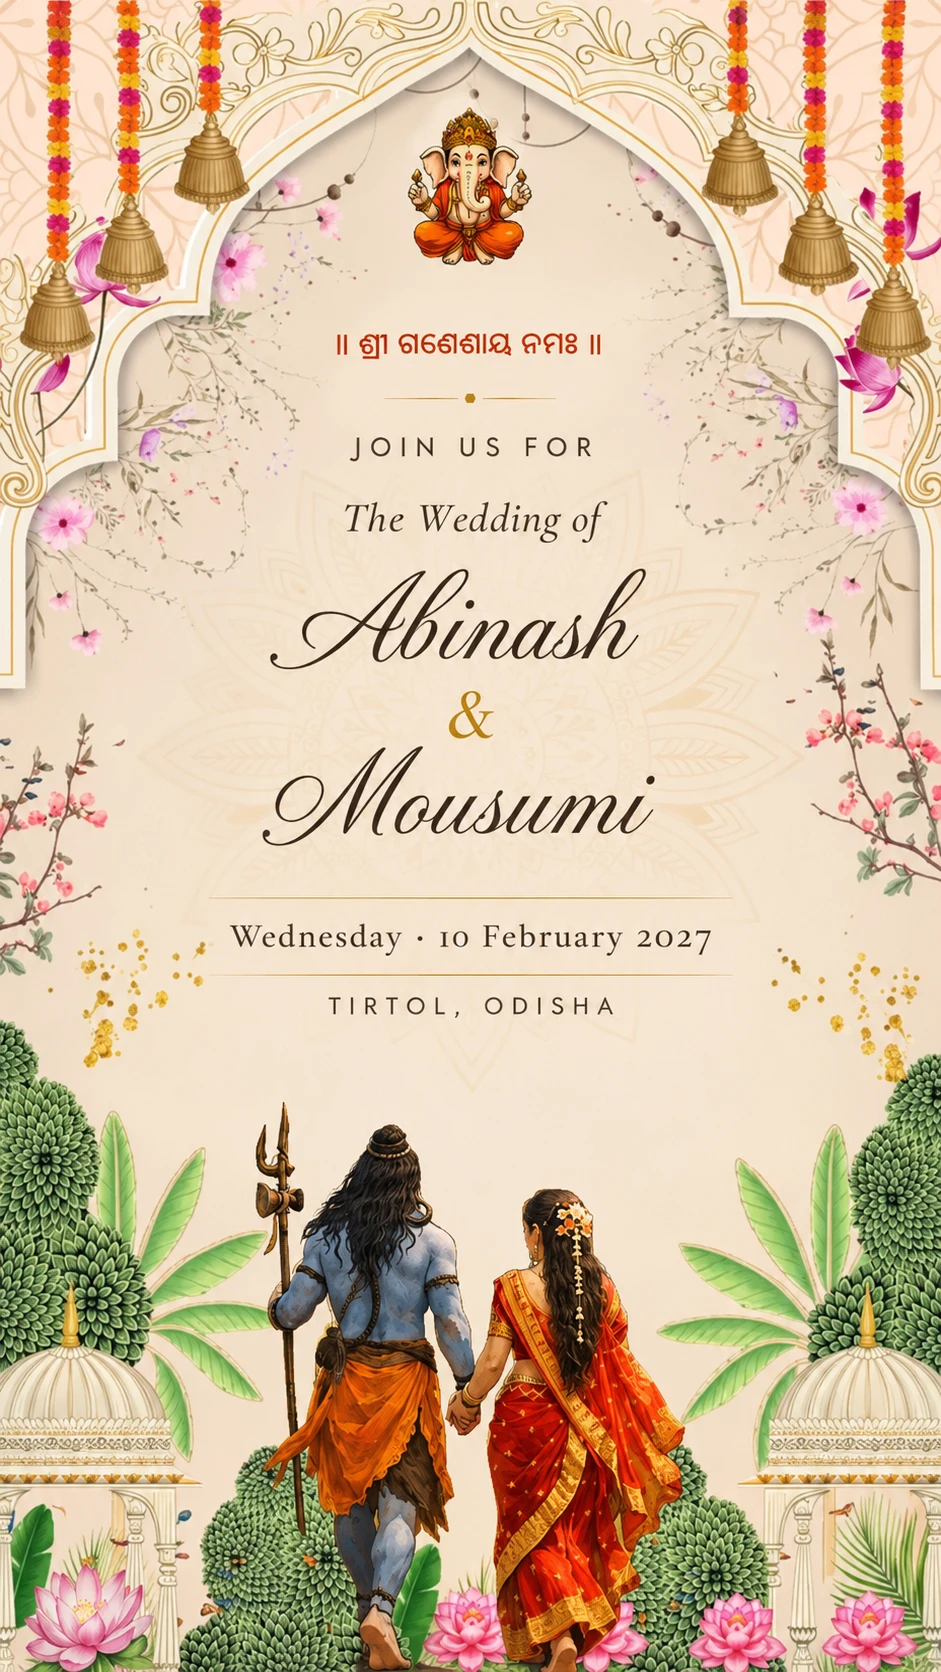 ॥ ଶ୍ରୀ ଗଣେଶାୟ ନମଃ ॥
JOIN US FOR
The Wedding of
Abinash
&
Mousumi
Wednesday · 10 February 2027
TIRTOL, ODISHA